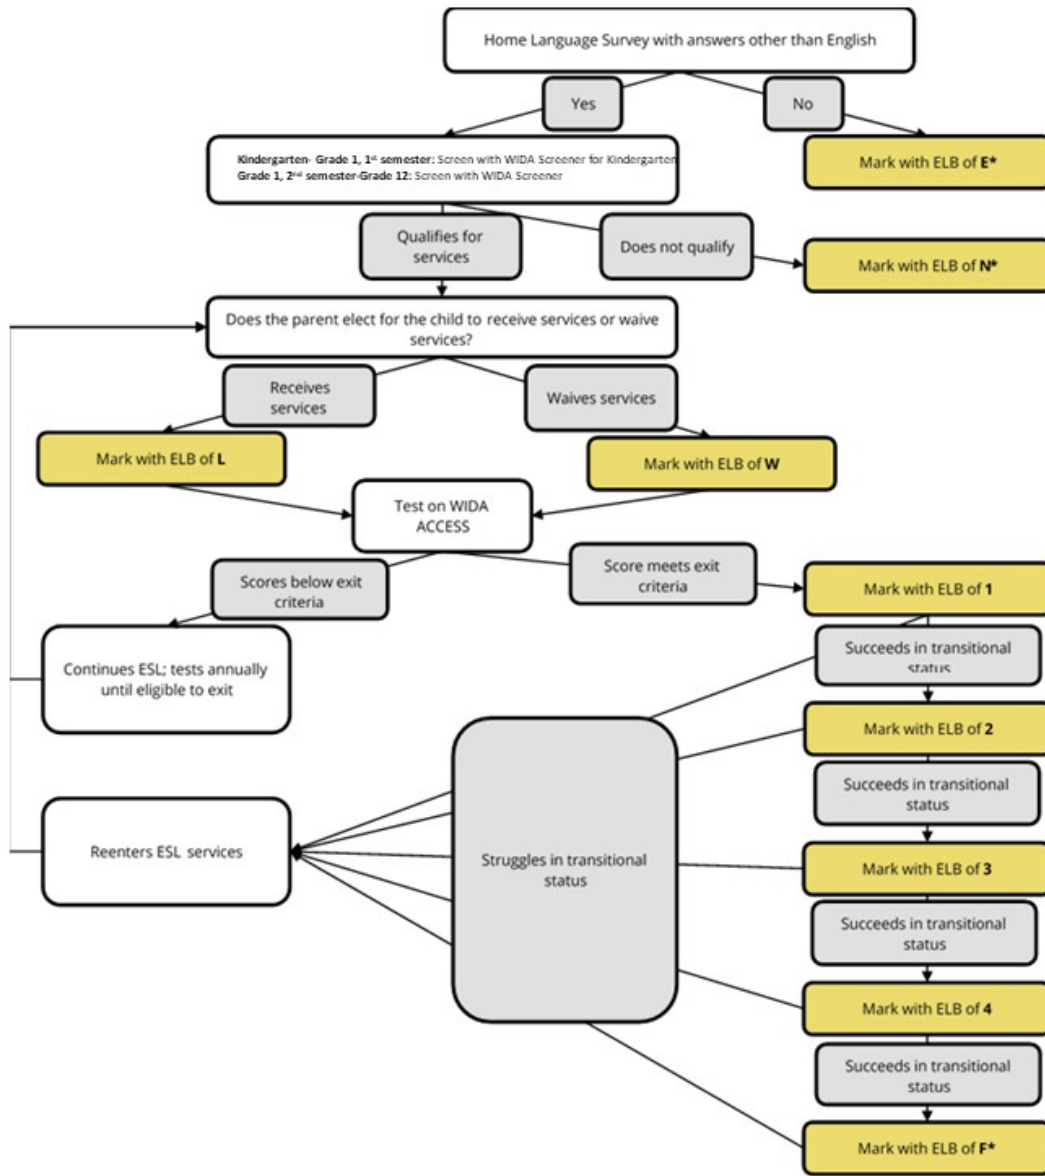 Home Language Survey with answers other than English
Yes
No
Kindergarten- Grade 1, 1st semester: Screen with WIDA Screener for Kindergarten
Grade 1, 2nd semester-Grade 12: Screen with WIDA Screener
Mark with ELB of E*
Qualifies for
services
Does not qualify
Mark with ELB of N*
Does the parent elect for the child to receive services or waive
services?
Receives
services
Waives services
Mark with ELB of L
Mark with ELB of W
Test on WIDA
ACCESS
Scores below exit
criteria
Score meets exit
criteria
Mark with ELB of 1
Continues ESL; tests annually
until eligible to exit
Succeeds in transitional
status
Mark with ELB of 2
Succeeds in transitional
status
Reenters ESL services
Struggles in transitional
status
Mark with ELB of 3
Succeeds in transitional
status
Mark with ELB of 4
Succeeds in transitional
status
Mark with ELB of F*